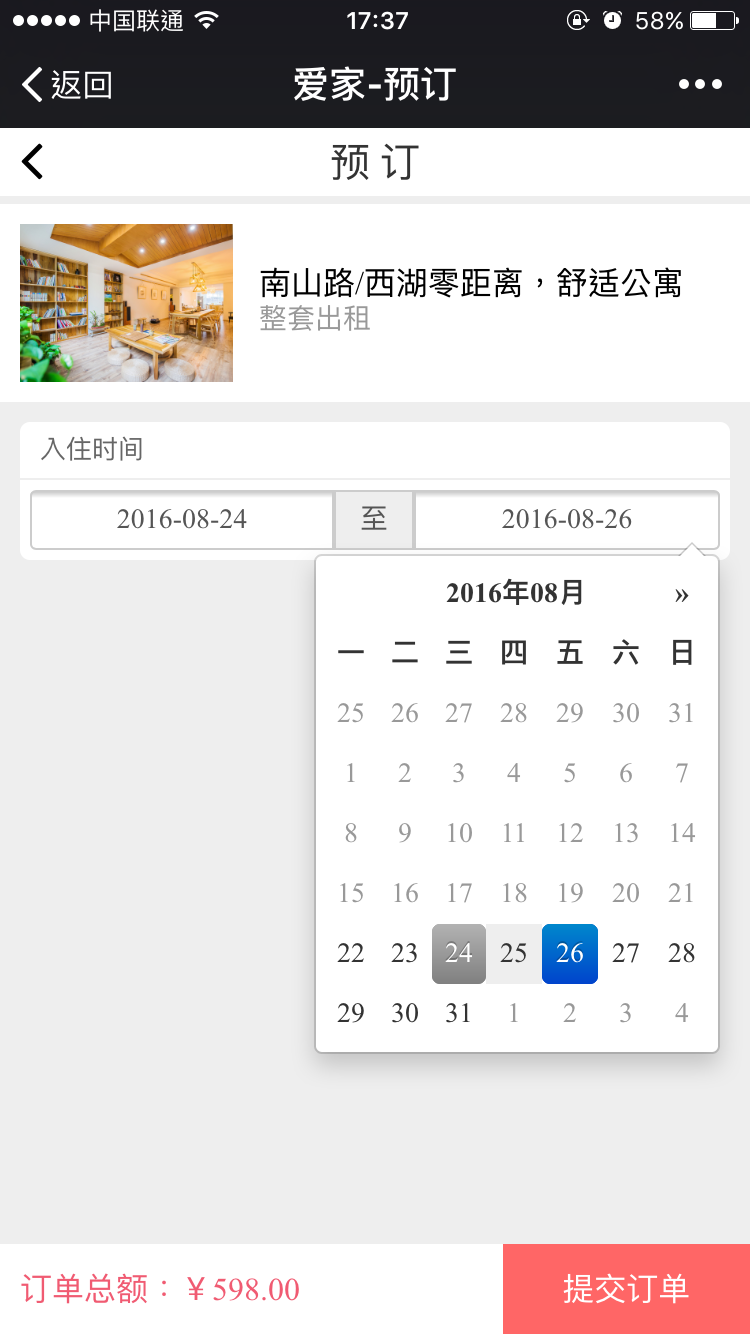 中国联通 17:37 58%
返回 爱家-预订 •••
预 订
南山路/西湖零距离，舒适公寓
整套出租
入住时间
2016-08-24 至 2016-08-26
2016年08月 »
一 二 三 四 五 六 日
25 26 27 28 29 30 31
1 2 3 4 5 6 7
8 9 10 11 12 13 14
15 16 17 18 19 20 21
22 23 24 25 26 27 28
29 30 31 1 2 3 4
订单总额：￥598.00 提交订单